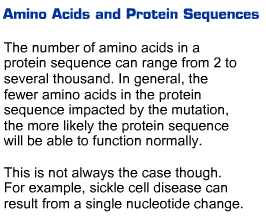 Amino Acids and Protein Sequences
The number of amino acids in a
protein sequence can range from 2 to
several thousand. In general, the
fewer amino acids in the protein
sequence impacted by the mutation,
the more likely the protein sequence
will be able to function normally.
This is not always the case though.
For example, sickle cell disease can
result from a single nucleotide change.